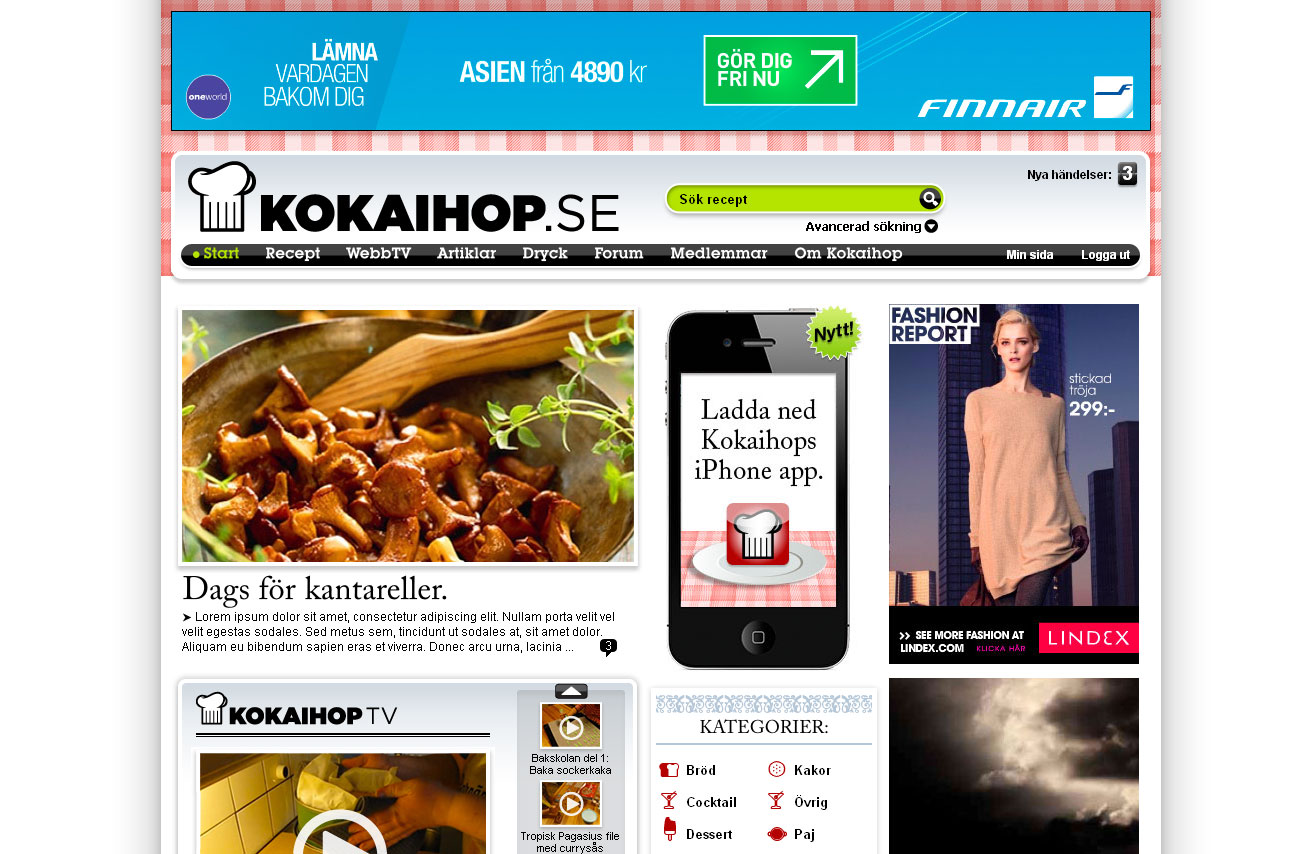 LÄMNA
VARDAGEN
BAKOM DIG
oneworld
ASIEN från 4890 kr
GÖR DIG
FRI NU
FINNAIR
KOKAIHOP.SE
Sök recept
Avancerad sökning
Nya händelser: 3
Start Recept WebbTV Artiklar Dryck Forum Medlemmar Om Kokaihop Min sida Logga ut
Dags för kantareller.
➤ Lorem ipsum dolor sit amet, consectetur adipiscing elit. Nullam porta velit vel
velit egestas sodales. Sed metus sem, tincidunt ut sodales at, sit amet dolor.
Aliquam eu bibendum sapien eras et viverra. Donec arcu urna, lacinia ...
3
Nytt!
Ladda ned
Kokaihops
iPhone app.
FASHION
REPORT
stickad
tröja
299:-
>> SEE MORE FASHION AT
LINDEX.COM KLICKA HÄR
LINDEX
KOKAIHOP TV
Bakskolan del 1:
Baka sockerkaka
Tropisk Pagasius file
med currysås
KATEGORIER:
Bröd
Kakor
Cocktail
Övrig
Dessert
Paj